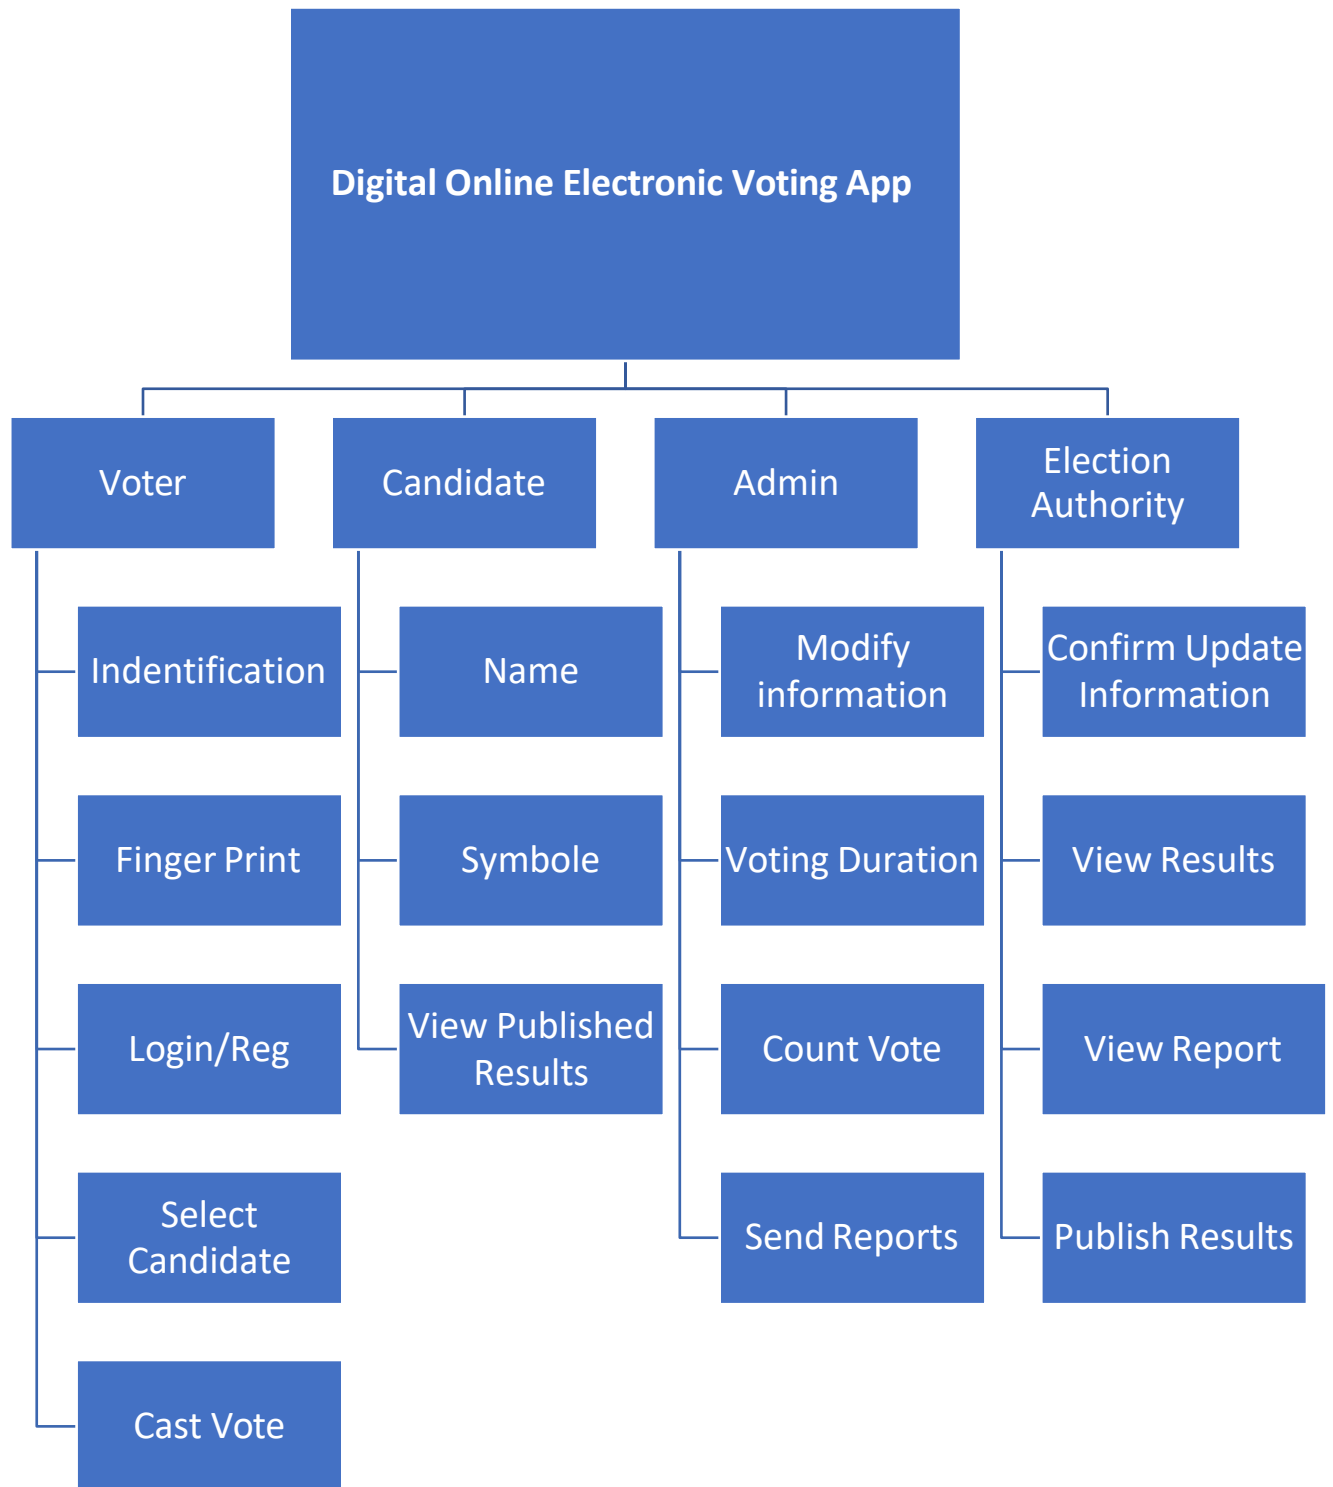 Digital Online Electronic Voting App
Voter
Candidate
Admin
Election
Authority
Indentification
Name
Modify
information
Confirm Update
Information
Finger Print
Symbole
Voting Duration
View Results
Login/Reg
View Published
Results
Count Vote
View Report
Select
Candidate
Send Reports
Publish Results
Cast Vote